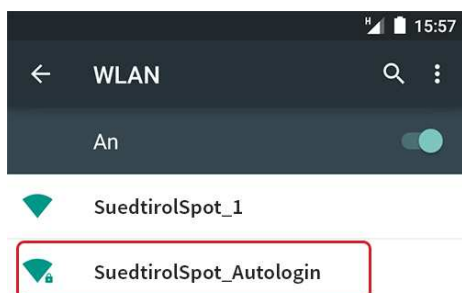 H 15:57
WLAN
An
SuedtirolSpot_1
SuedtirolSpot_Autologin